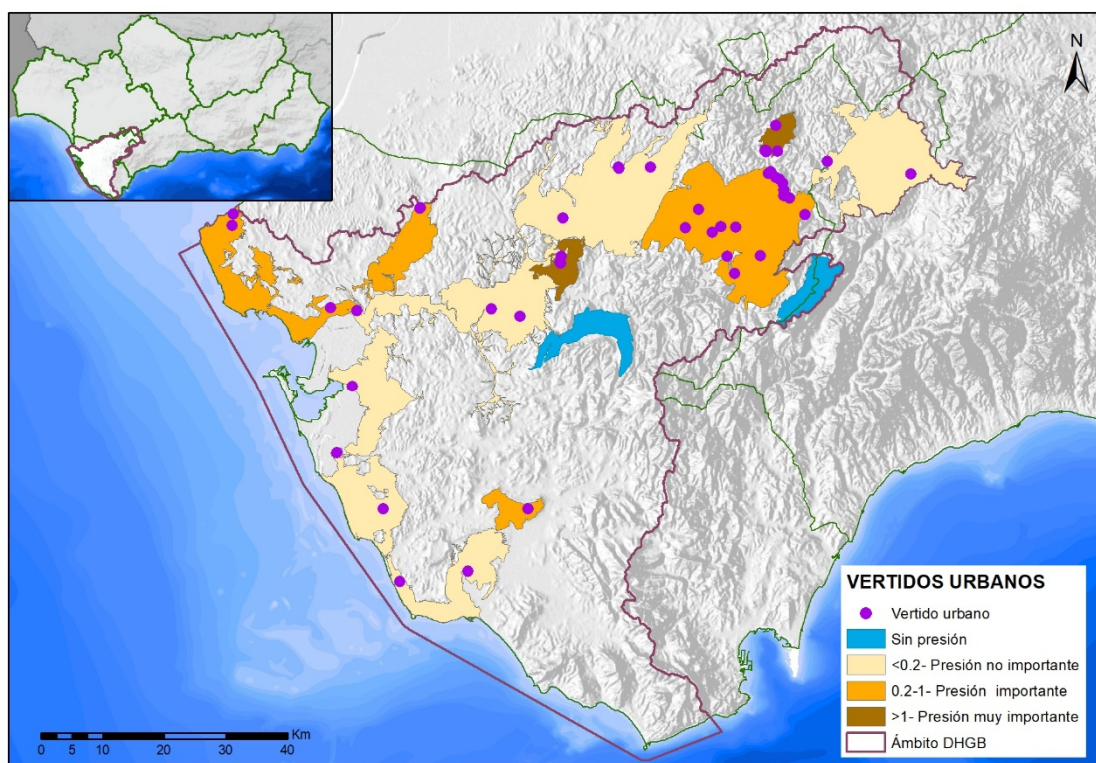 N
VERTIDOS URBANOS
Vertido urbano
Sin presión
<0.2- Presión no importante
0.2-1- Presión importante
>1- Presión muy importante
Ámbito DHGB
Km
0 5 10 20 30 40